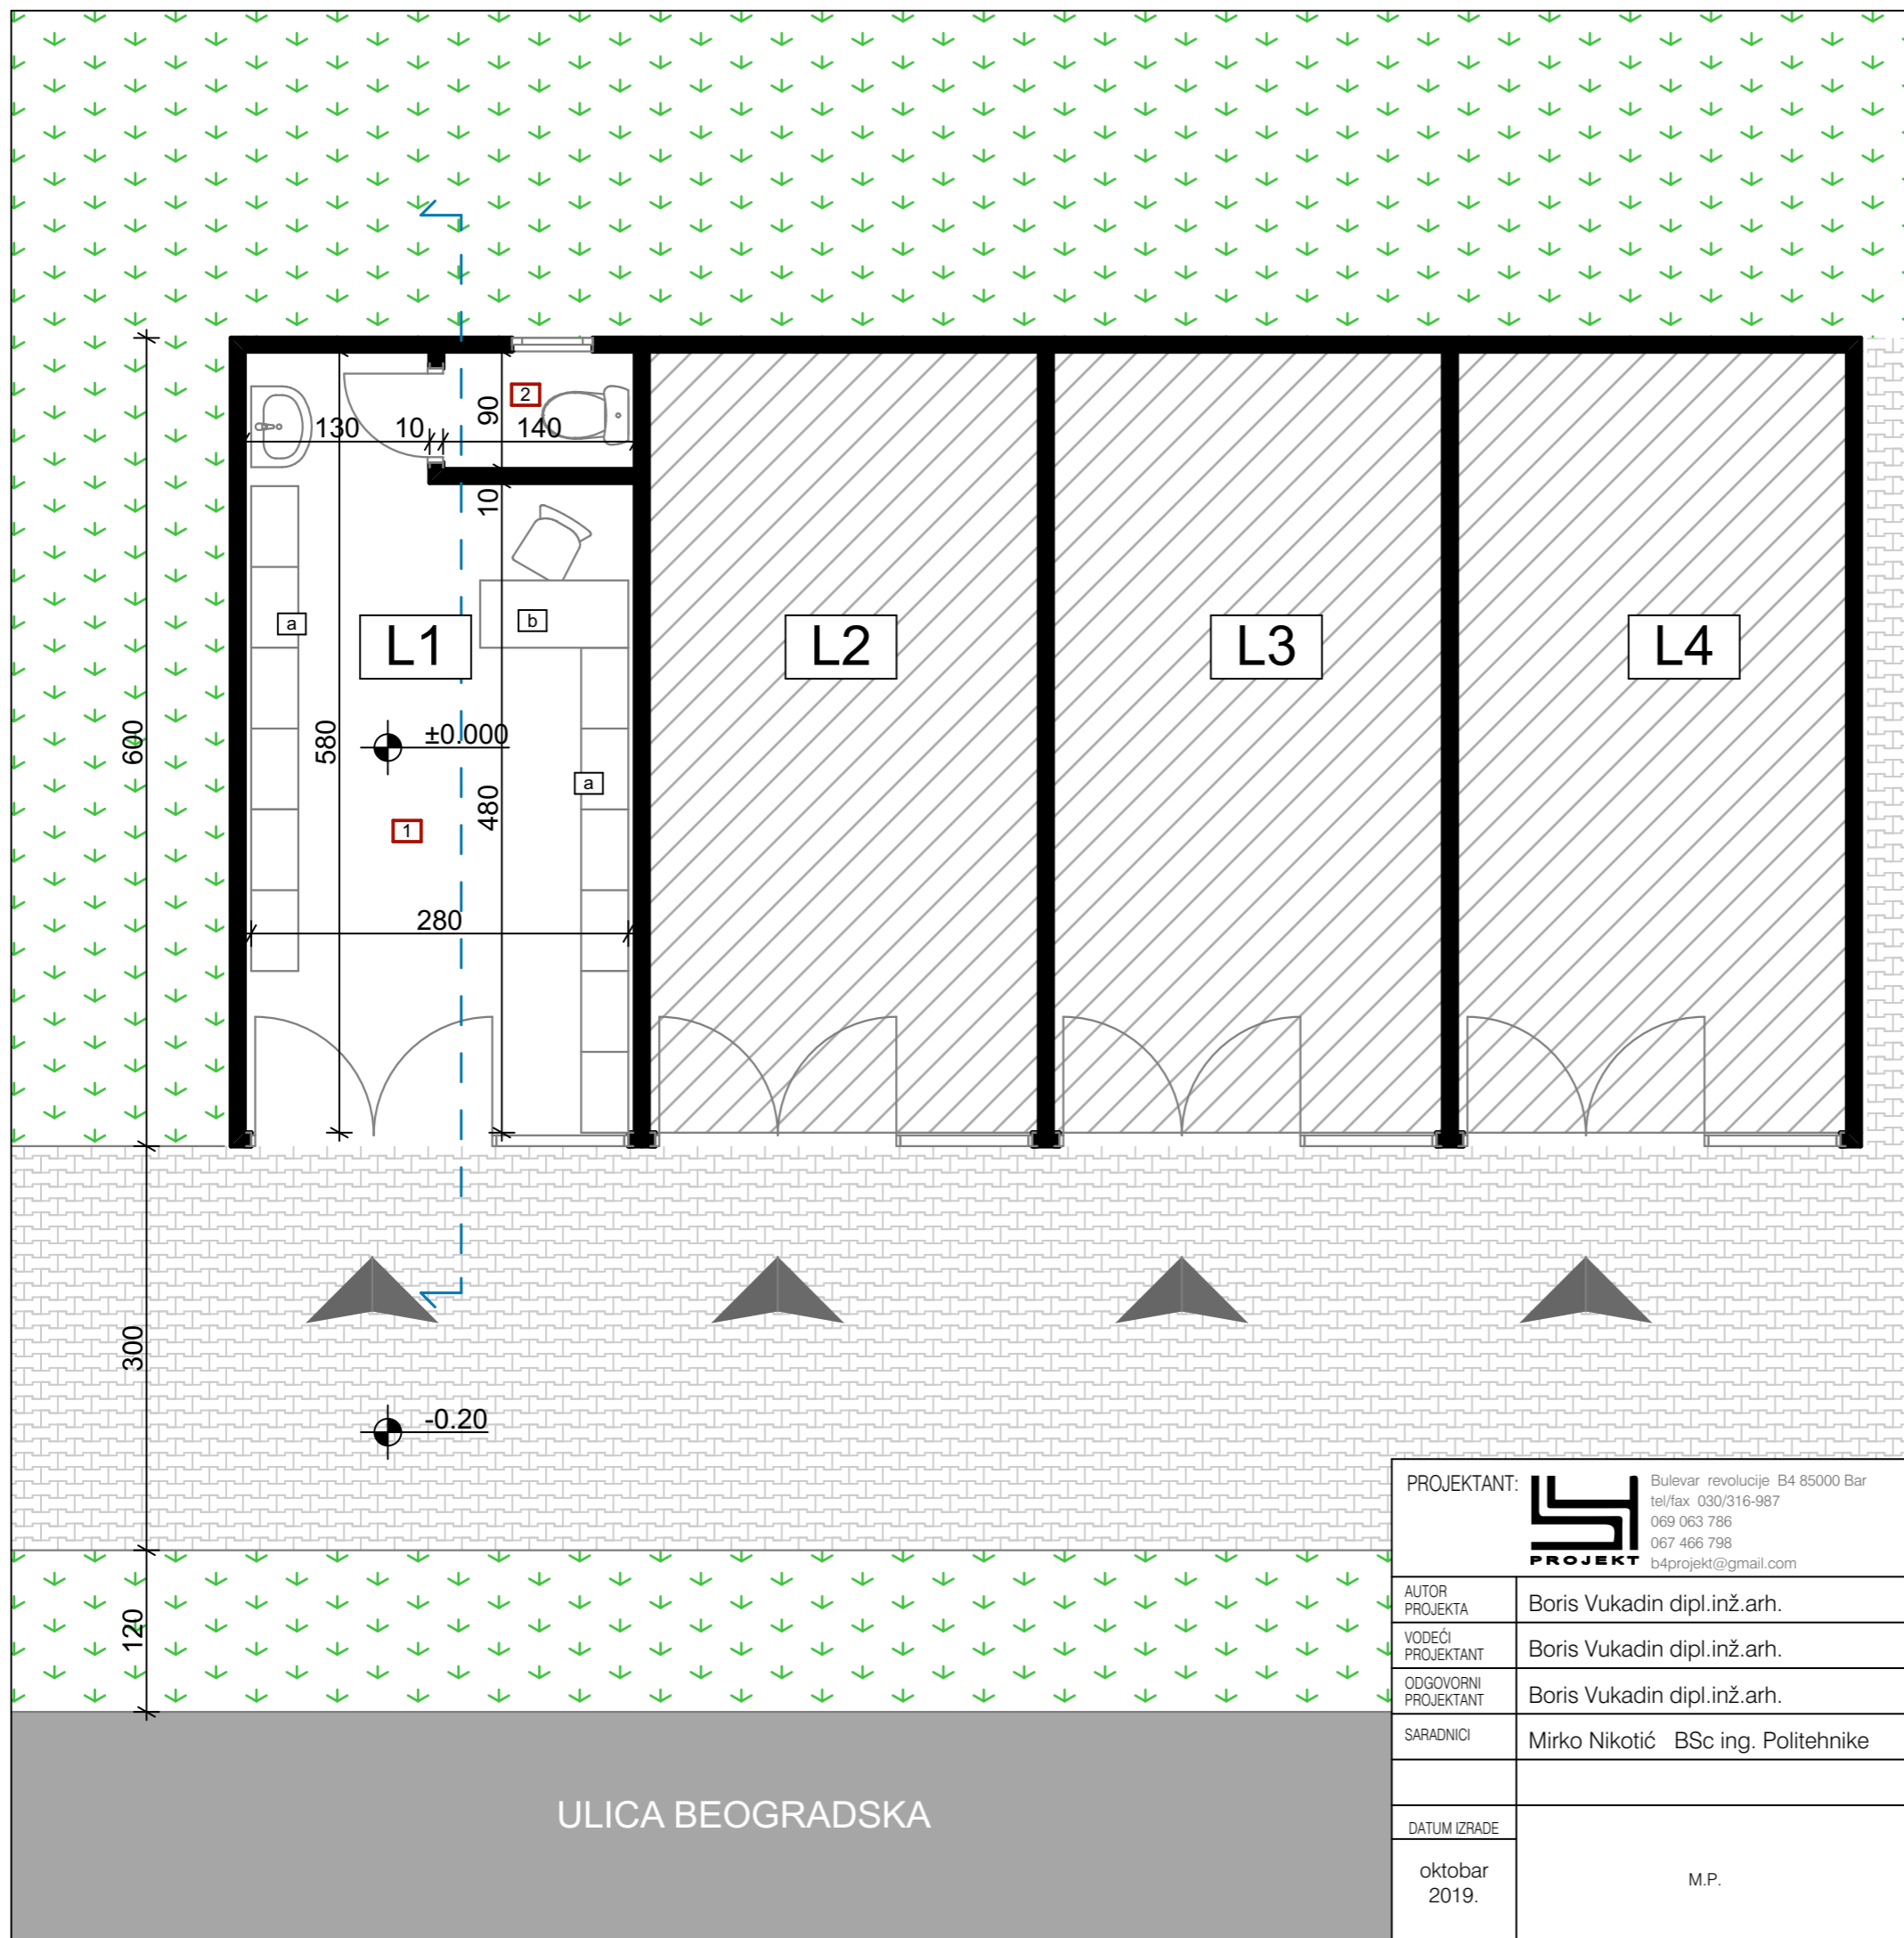 2
90
130
10
140
10
a
b
L1
L2
L3
L4
600
580
±0.000
480
a
1
280
300
-0.20
120
ULICA BEOGRADSKA
PROJEKTANT:
PROJEKT
Bulevar revolucije B4 85000 Bar
tel/fax 030/316-987
069 063 786
067 466 798
b4projekt@gmail.com
AUTOR
PROJEKTA
Boris Vukadin dipl.inž.arh.
VODEĆI
PROJEKTANT
Boris Vukadin dipl.inž.arh.
ODGOVORNI
PROJEKTANT
Boris Vukadin dipl.inž.arh.
SARADNICI
Mirko Nikotić BSc ing. Politehnike
DATUM IZRADE
oktobar
2019.
M.P.